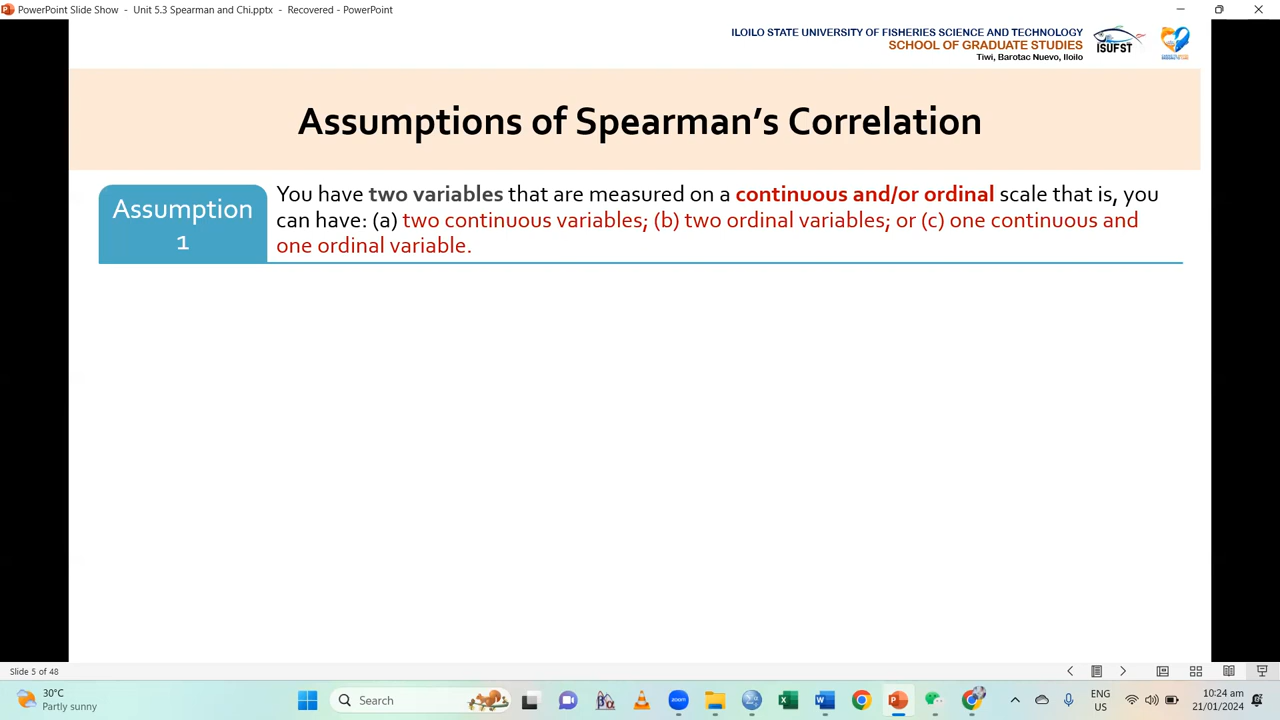 PowerPoint Slide Show - Unit 5.3 Spearman and Chi.pptx - Recovered - PowerPoint
ILOILO STATE UNIVERSITY OF FISHERIES SCIENCE AND TECHNOLOGY
SCHOOL OF GRADUATE STUDIES
Tiwi, Barotac Nuevo, Iloilo
ISUFST
Assumptions of Spearman's Correlation
Assumption
1
You have two variables that are measured on a continuous and/or ordinal scale that is, you
can have: (a) two continuous variables; (b) two ordinal variables; or (c) one continuous and
one ordinal variable.
Slide 5 of 48
30°C
Partly sunny
Search
ENG
US
10:24 am
21/01/2024